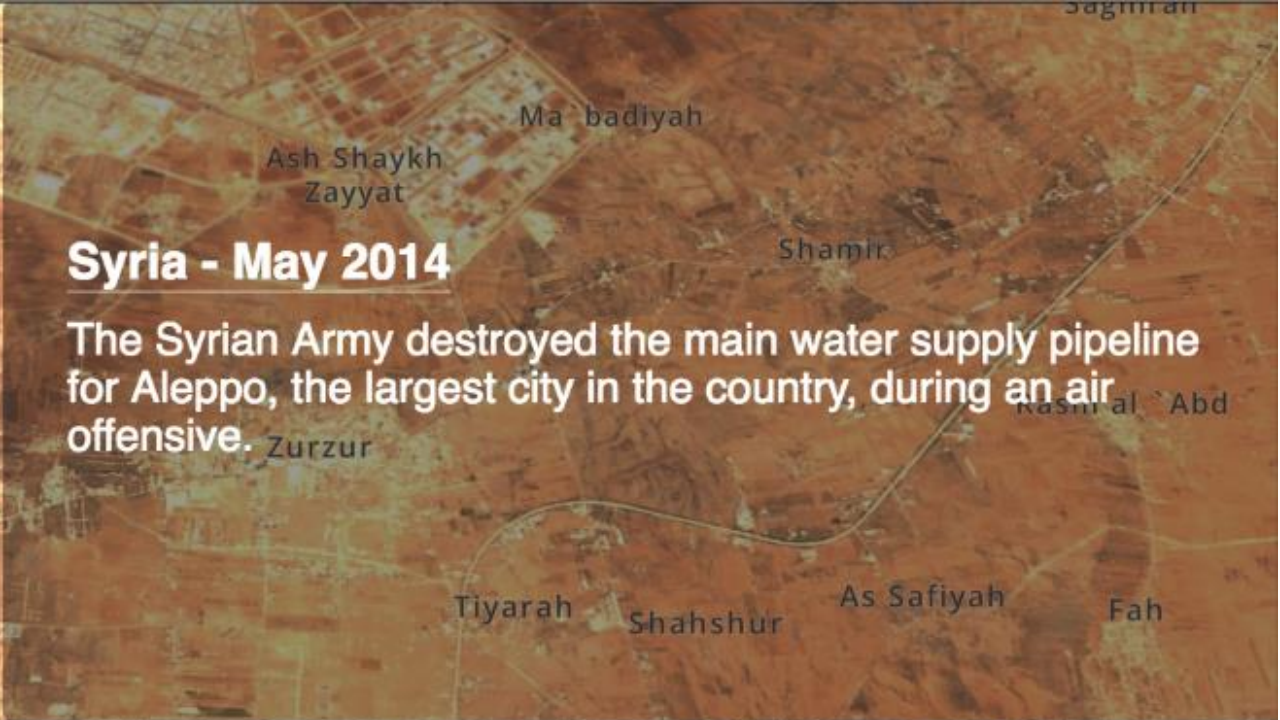 Ma`badiyah
Ash Shaykh
Zayyat
Shamir
Syria - May 2014
The Syrian Army destroyed the main water supply pipeline
for Aleppo, the largest city in the country, during an air
offensive.
al `Abd
Zurzur
Tiyarah
Shahshur
As Safiyah
Fah